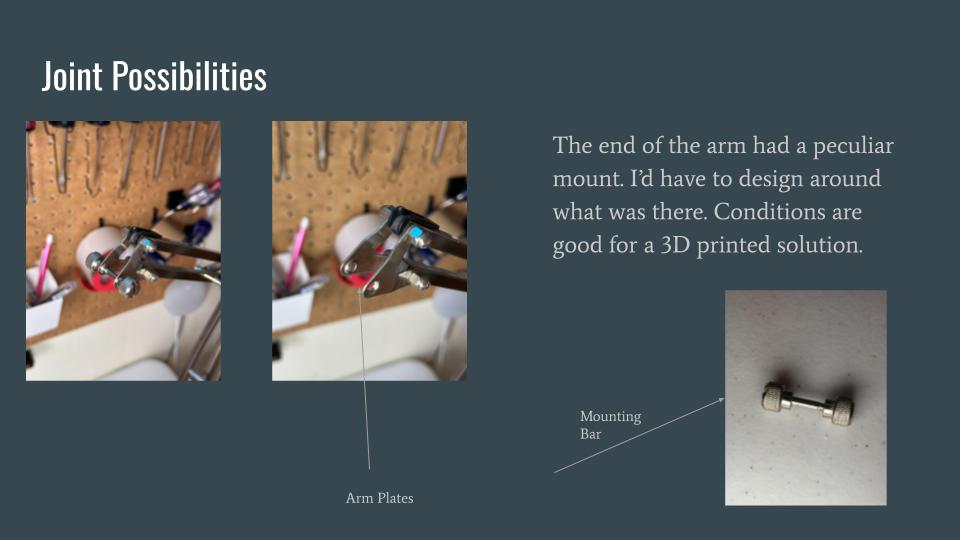 Joint Possibilities
The end of the arm had a peculiar
mount. I’d have to design around
what was there. Conditions are
good for a 3D printed solution.
Mounting
Bar
Arm Plates